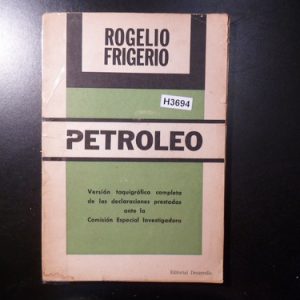 ROGELIO
FRIGERIO
H3694
PETROLEO
Versión taquigráfica completa
de las declaraciones prestadas
ante la
Comisión Especial Investigadora
Editorial Desarrollo